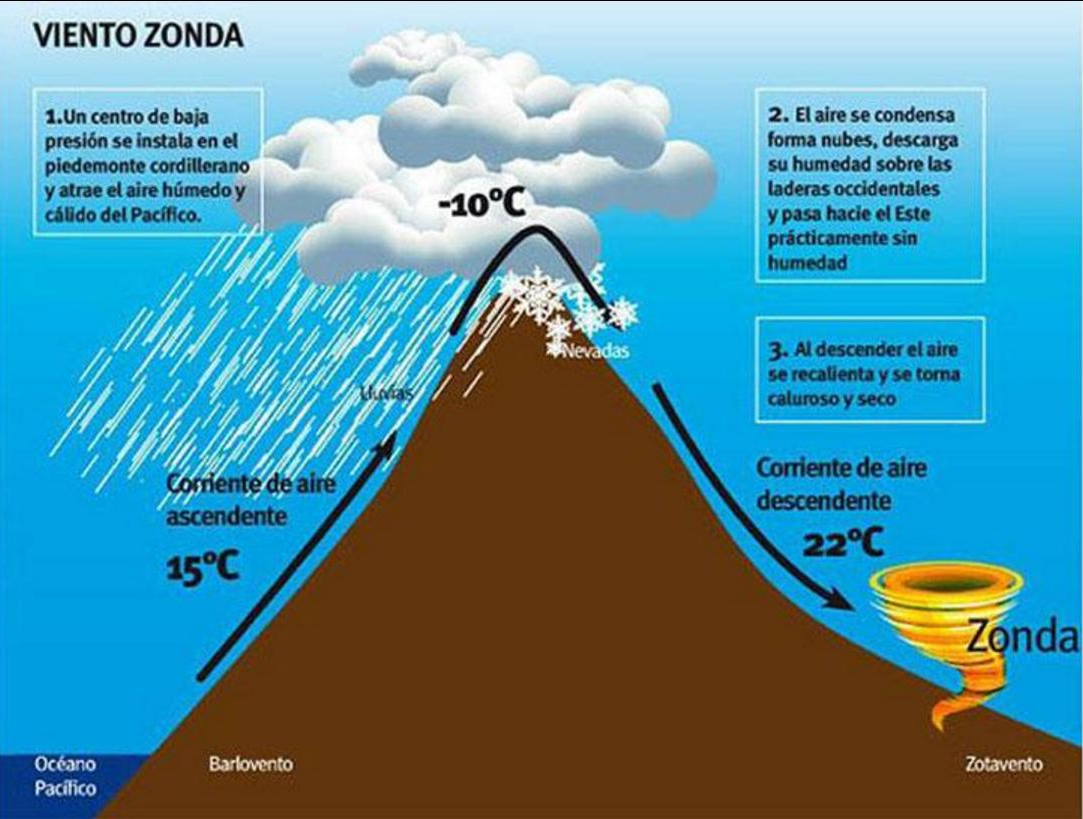 VIENTO ZONDA
1.Un centro de baja
presión se instala en el
piedemonte cordillerano
y atrae el aire húmedo y
cálido del Pacífico.
2. El aire se condensa
forma nubes, descarga
su humedad sobre las
laderas occidentales
y pasa hacie el Este
prácticamente sin
humedad
3. Al descender el aire
se recalienta y se torna
caluroso y seco
-10°C
Nevadas
Lluvias
Corriente de aire
ascendente
15°C
Corriente de aire
descendente
22°C
Zonda
Océano
Pacífico
Barlovento
Zotavento